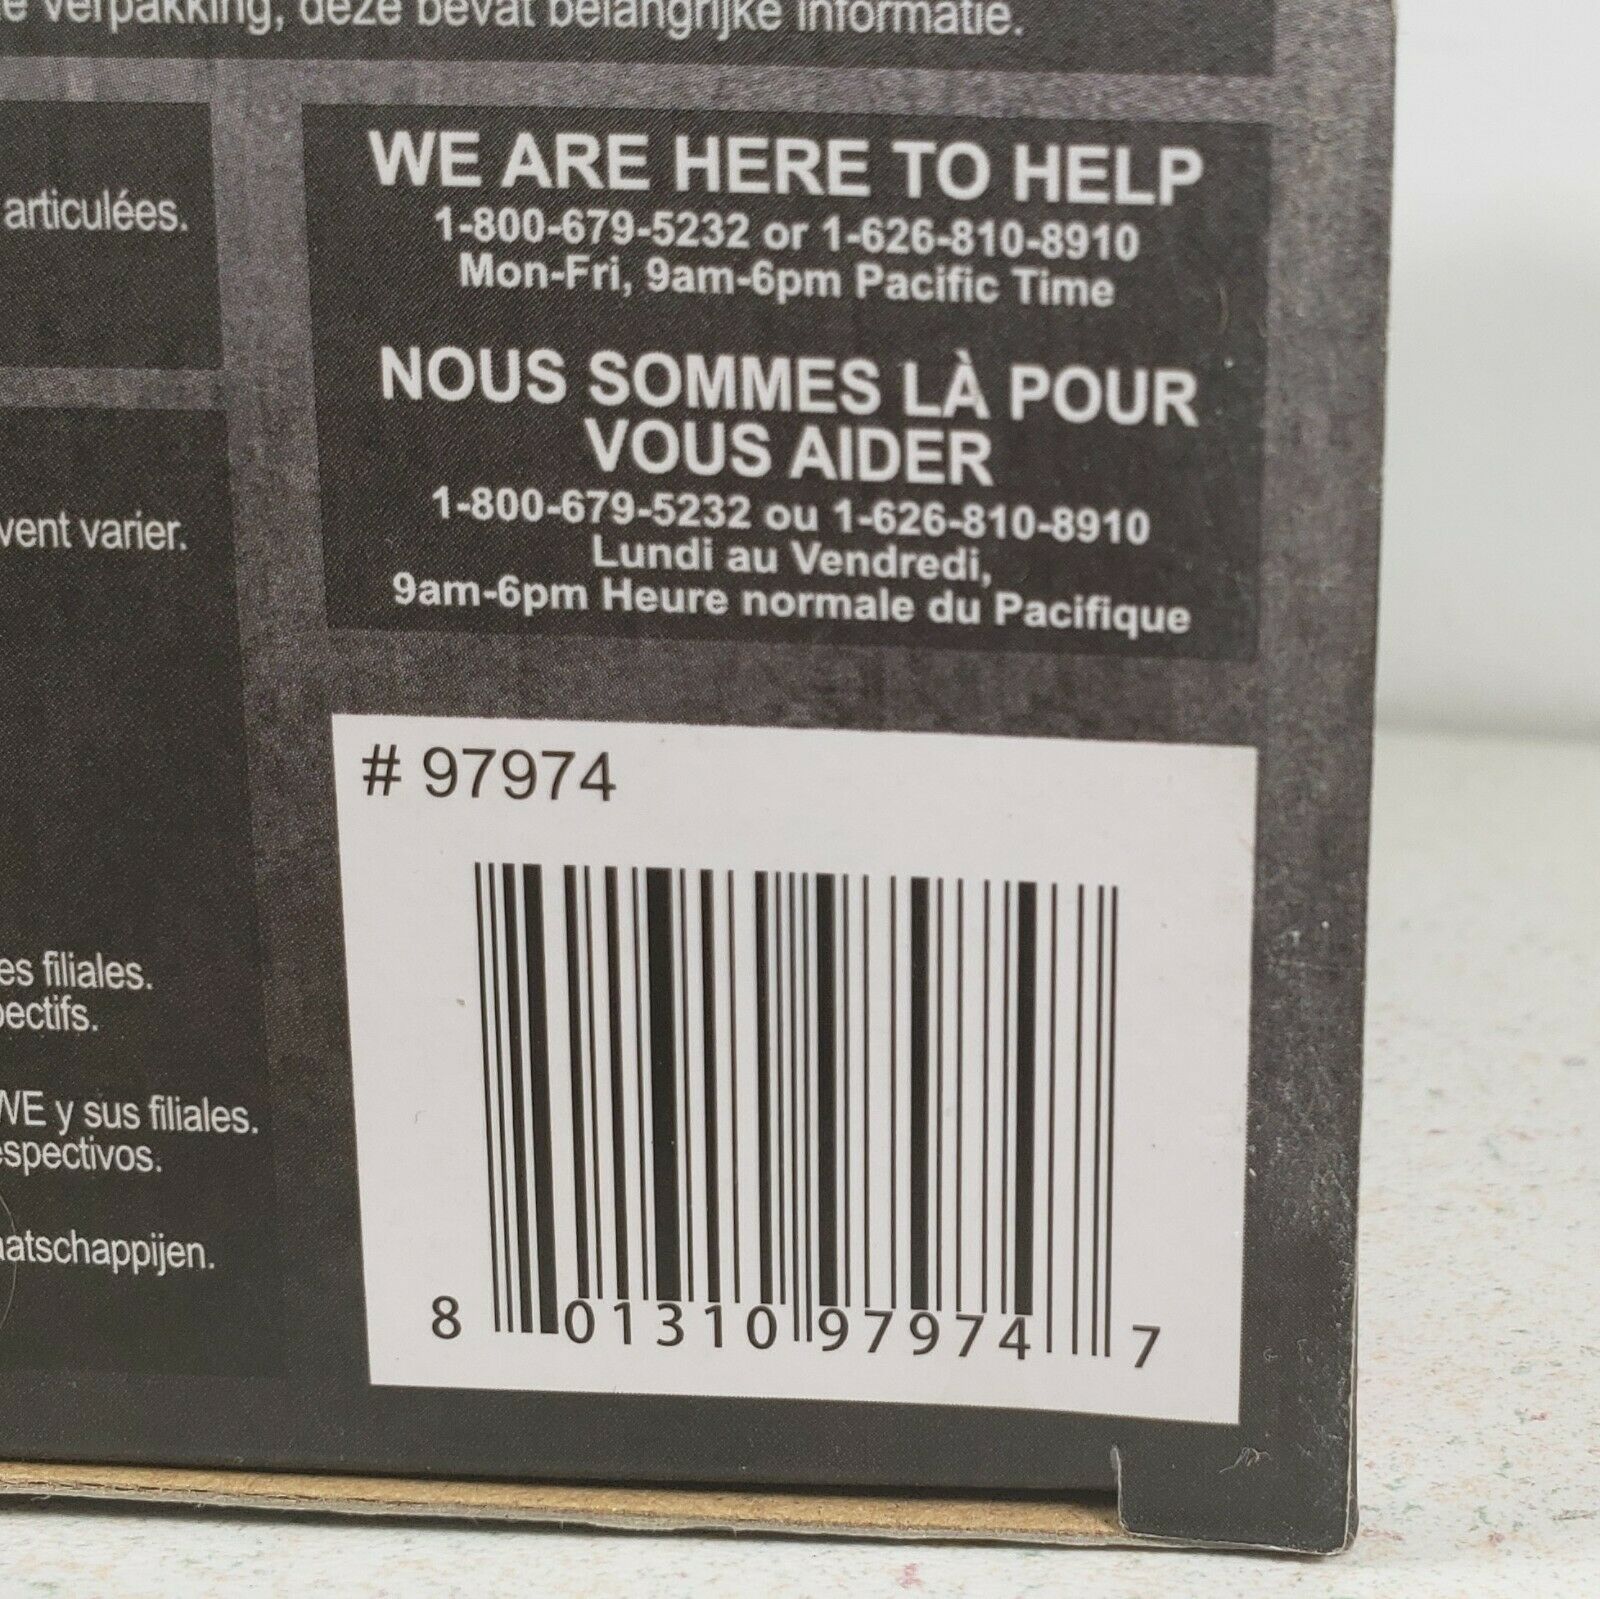 verpakking, deze bevat belangrijke informatie.
articulées.
vent varier.
es filiales.
pectifs.
WE y sus filiales.
espectivos.
aatschappijen.
WE ARE HERE TO HELP
1-800-679-5232 or 1-626-810-8910
Mon-Fri, 9am-6pm Pacific Time
NOUS SOMMES LÀ POUR
VOUS AIDER
1-800-679-5232 ou 1-626-810-8910
Lundi au Vendredi,
9am-6pm Heure normale du Pacifique
# 97974
8 01310 97974 7